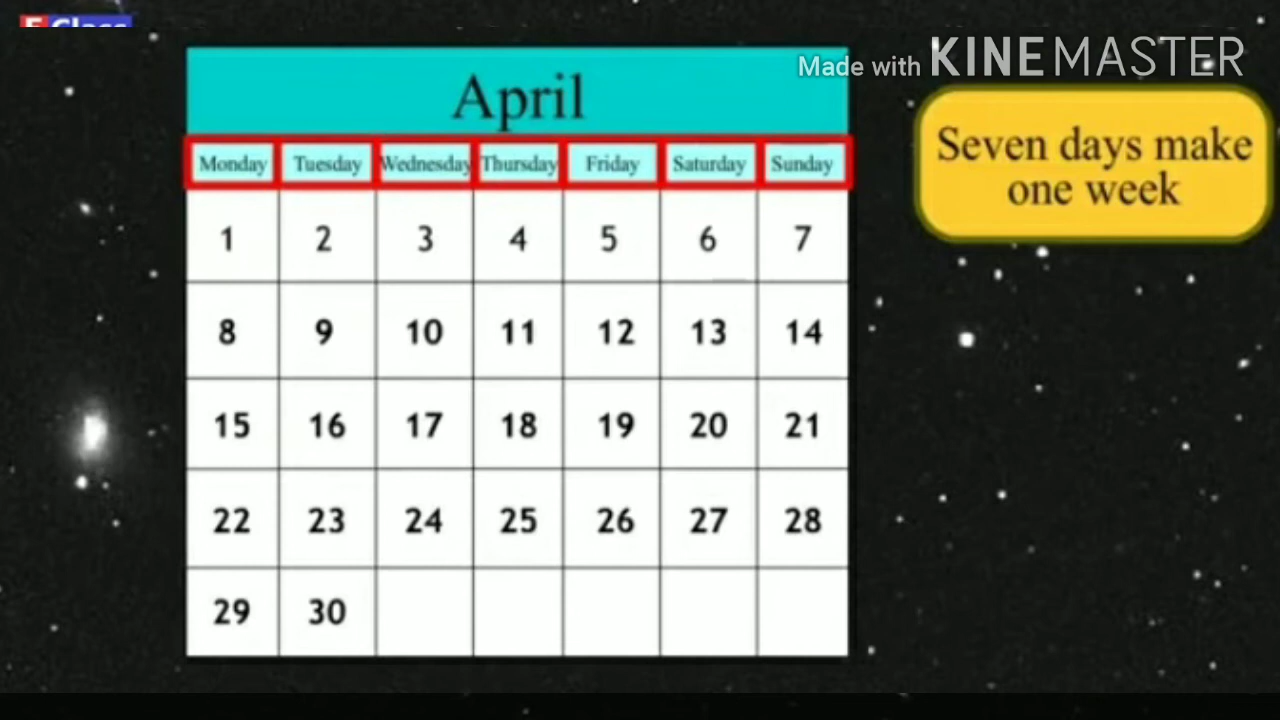 E Class
Made with KINEMASTER
April
Seven days make
one week
Monday Tuesday Wednesday Thursday Friday Saturday Sunday
1 2 3 4 5 6 7
8 9 10 11 12 13 14
15 16 17 18 19 20 21
22 23 24 25 26 27 28
29 30